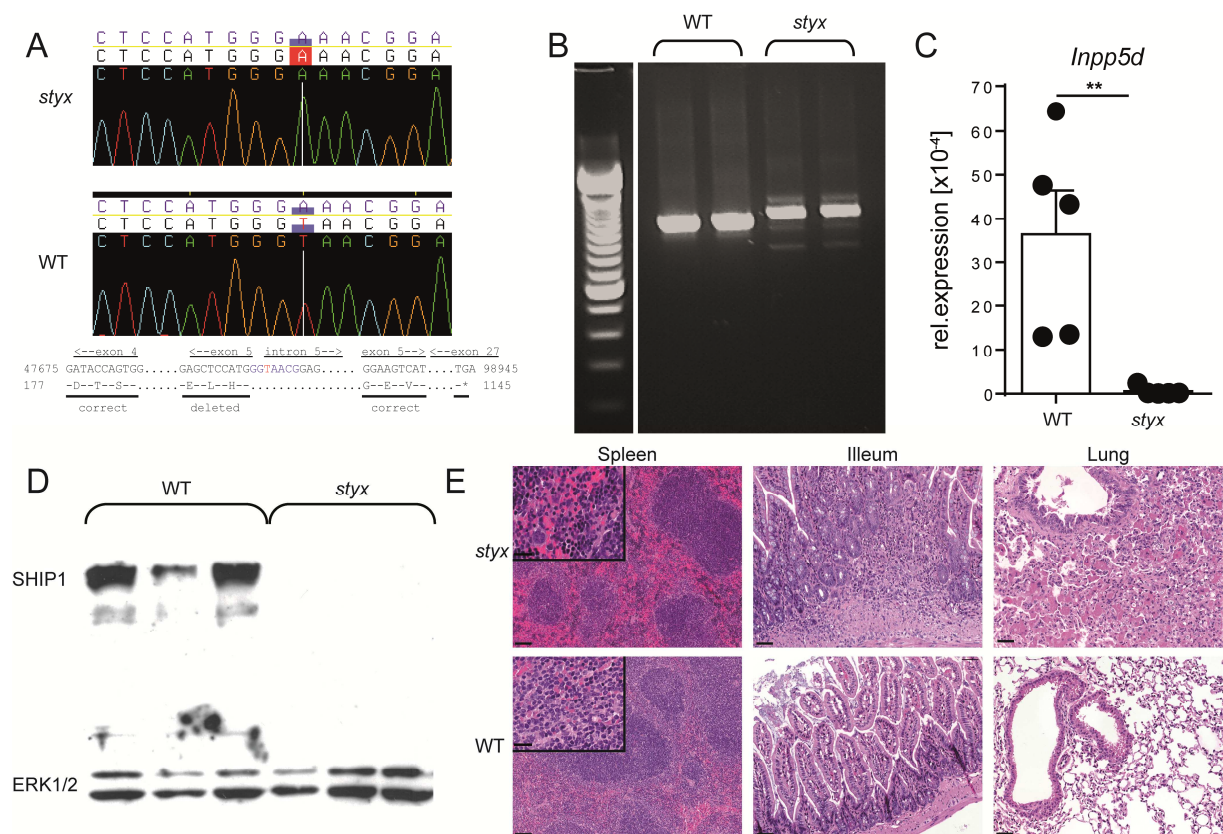 A
C T C C A T G G G A A A C G G A
C T C C A T G G G A A A C G G A
C T C C A T G G G A A A C G G A
styx
C T C C A T G G G A A A C G G A
C T C C A T G G G T A A C G G A
C T C C A T G G G T A A C G G A
WT
<--exon 4 <--exon 5 intron 5--> exon 5--> <--exon 27
47675 GATACCAGTGG.....GAGCTCCATGGGTAACGGAG.....GGAAGTCAT....TGA 98945
177 -D--T--S-.....-E--L--H-....................G--E--V-.....-* 1145
correct deleted correct
B
WT styx
C
Inpp5d
**
rel.expression [x10-4]
70
60
50
40
30
20
10
0
WT styx
D
WT styx
SHIP1
ERK1/2
E
Spleen Illeum Lung
styx
WT